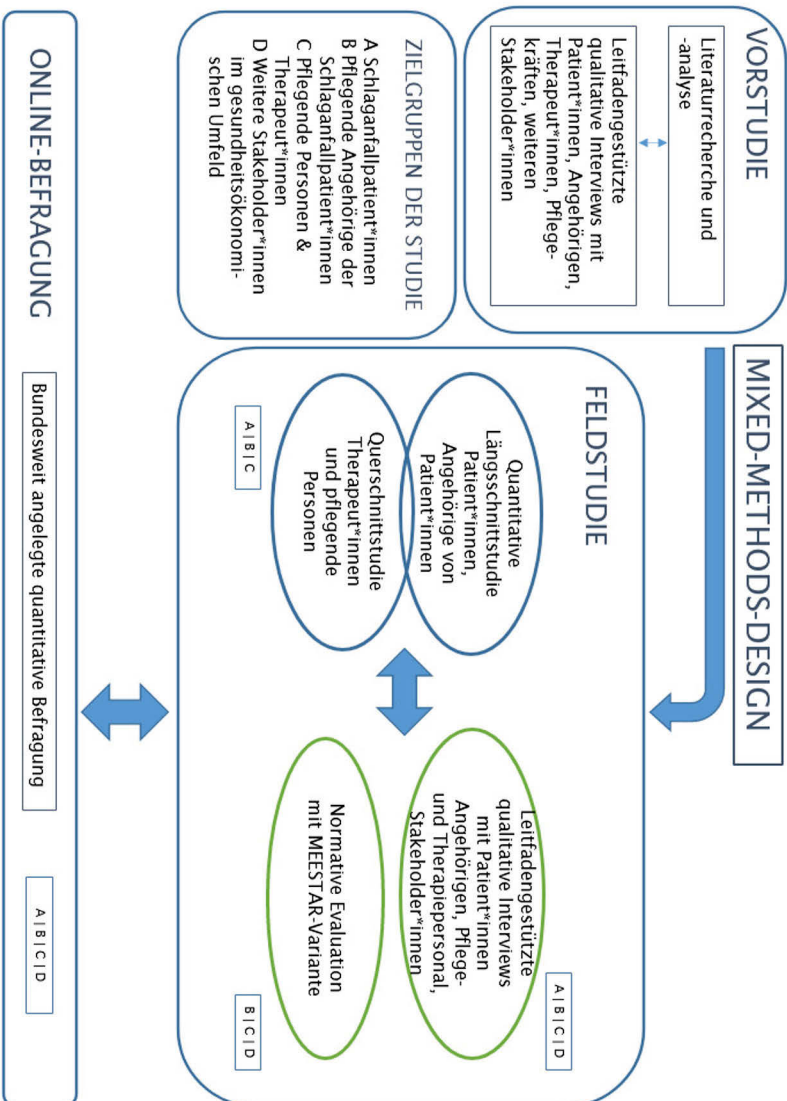 MIXED-METHODS-DESIGN
VORSTUDIE
Literaturrecherche und
-analyse
Leitfadengestützte
qualitative Interviews mit
Patient*innen, Angehörigen,
Therapeut*innen, Pflege-
kräften, weiteren
Stakeholder*innen
ZIELGRUPPEN DER STUDIE
A Schlaganfallpatient*innen
B Pflegende Angehörige der
Schlaganfallpatient*innen
C Pflegende Personen &
Therapeut*innen
D Weitere Stakeholder*innen
im gesundheitsökonomi-
schen Umfeld
FELDSTUDIE
Quantitative
Längsschnittstudie
Patient*innen,
Angehörige von
Patient*innen
Querschnittstudie
Therapeut*innen
und pflegende
Personen
A|B|C
Leitfadengestützte
qualitative Interviews
mit Patient*innen
Angehörigen, Pflege-
und Therapiepersonal,
Stakeholder*innen
A|B|C|D
Normative Evaluation
mit MEESTAR-Variante
B|C|D
ONLINE-BEFRAGUNG
Bundesweit angelegte quantitative Befragung
A|B|C|D